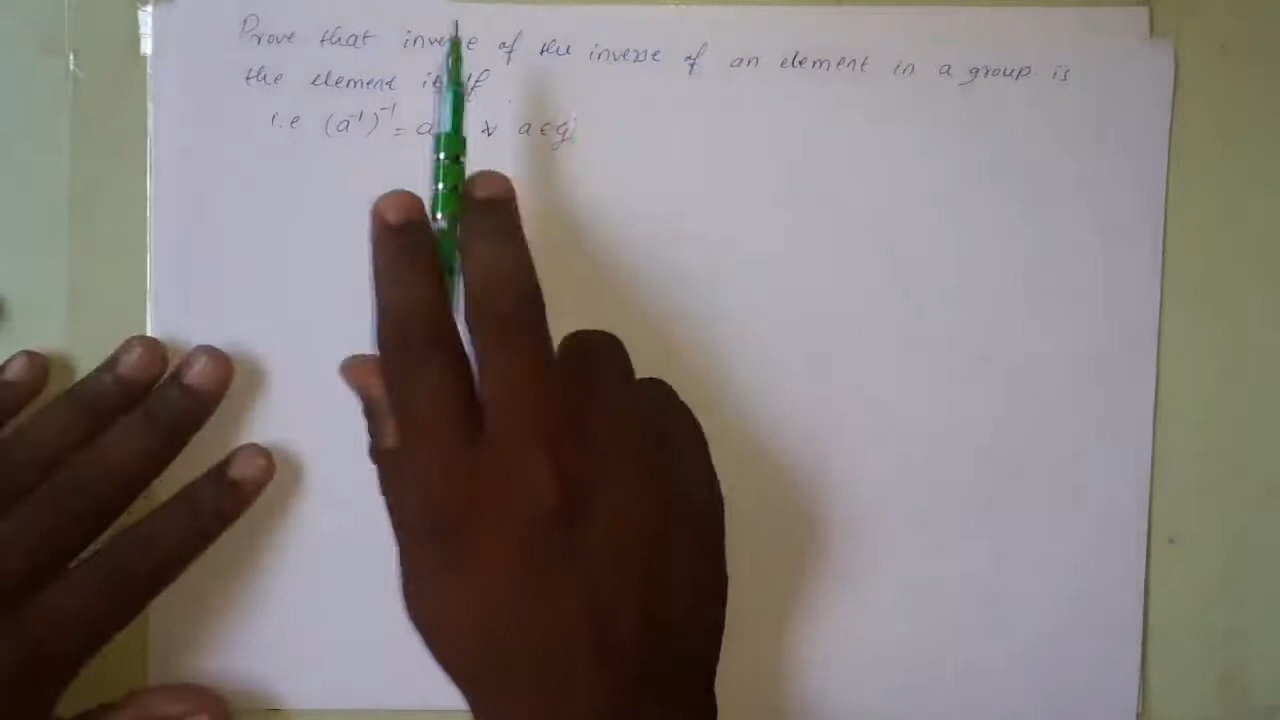 Prove that inverse of the inverse of an element in a group is
the element itself
i.e (a⁻¹)⁻¹ = a ∀ a ∈ G